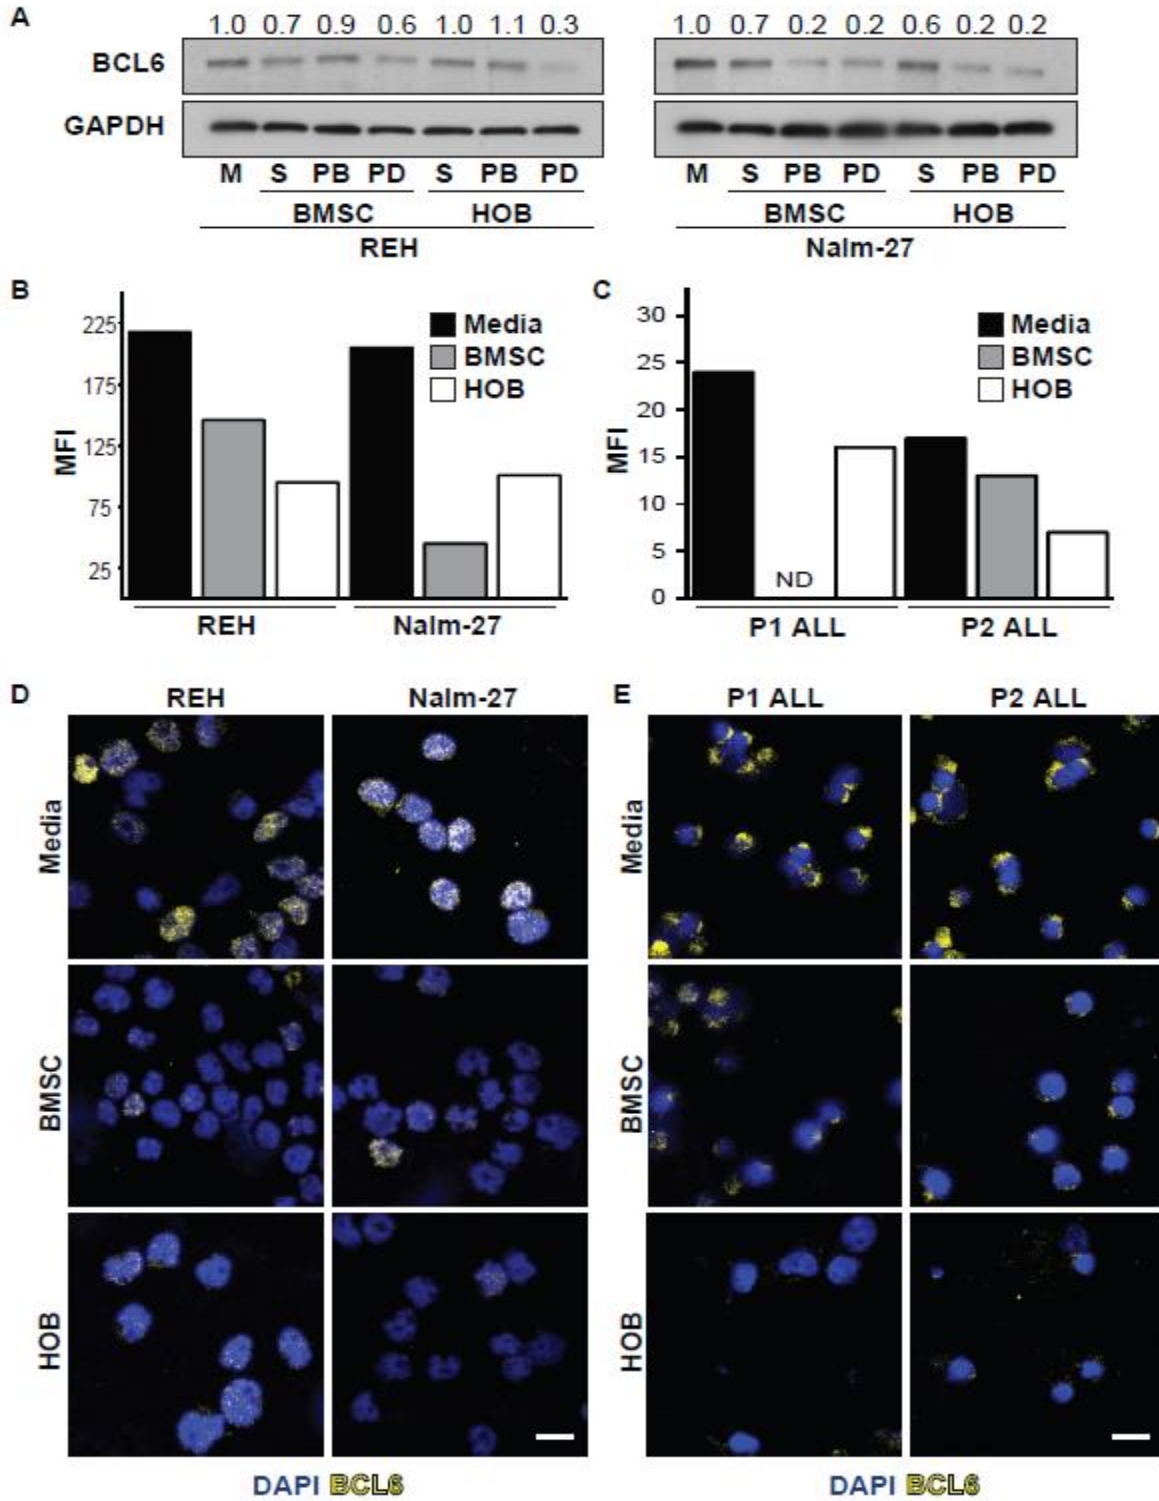 A
1.0 0.7 0.9 0.6 1.0 1.1 0.3
1.0 0.7 0.2 0.2 0.6 0.2 0.2
BCL6
GAPDH
M S PB PD S PB PD
M S PB PD S PB PD
BMSC HOB
BMSC HOB
REH
Nalm-27
B
MFI
225
175
125
75
25
Media
BMSC
HOB
REH
Nalm-27
C
MFI
30
25
20
15
10
5
0
Media
BMSC
HOB
ND
P1 ALL
P2 ALL
D
REH
Nalm-27
Media
BMSC
HOB
DAPI BCL6
E
P1 ALL
P2 ALL
Media
BMSC
HOB
DAPI BCL6